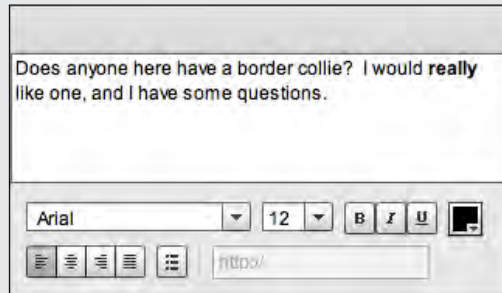 Does anyone here have a border collie?  I would really
like one, and I have some questions.
Arial 12 B I U
http:/